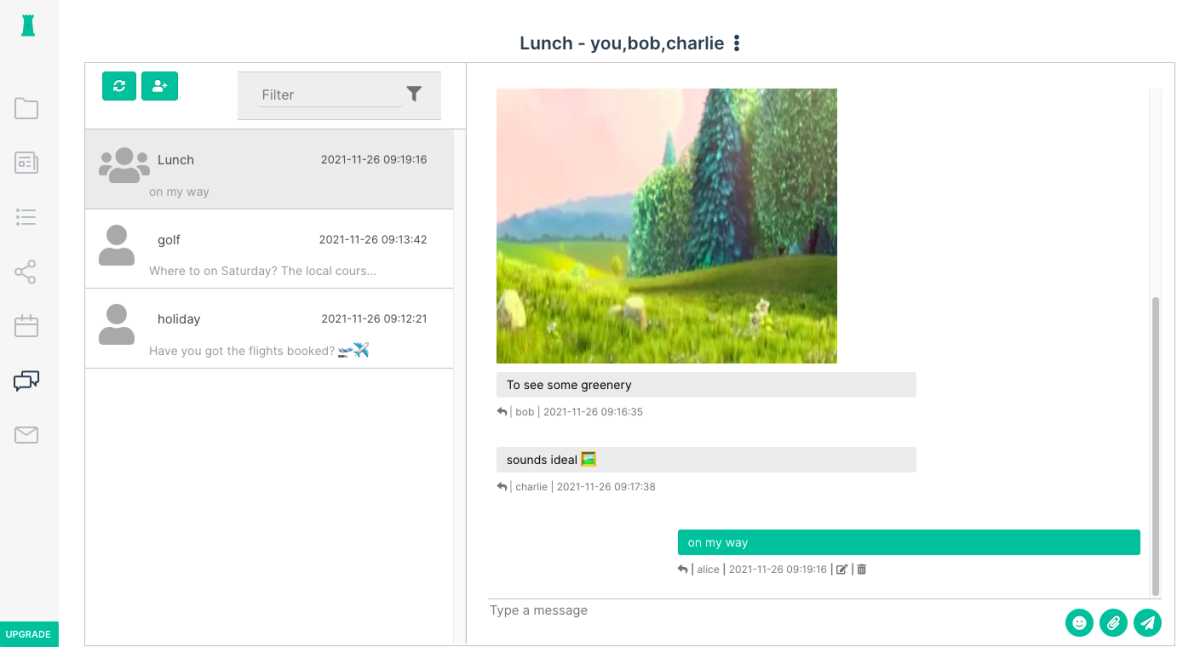 Lunch - you,bob,charlie
Filter
Lunch 2021-11-26 09:19:16
on my way
golf 2021-11-26 09:13:42
Where to on Saturday? The local cours...
holiday 2021-11-26 09:12:21
Have you got the flights booked? 🛫✈️
To see some greenery
| bob | 2021-11-26 09:16:35
sounds ideal 🖼️
| charlie | 2021-11-26 09:17:38
on my way
| alice | 2021-11-26 09:19:16 | |
Type a message
UPGRADE